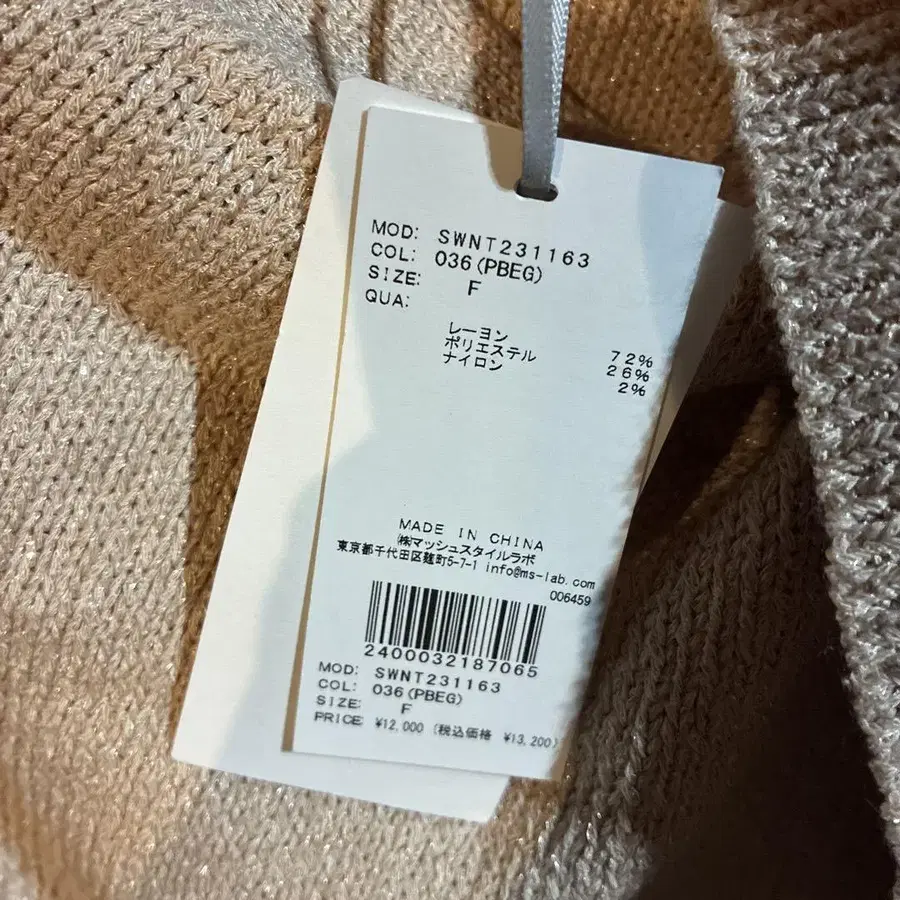 MOD: SWNT231163
COL: 036(PBEG)
SIZE: F
QUA:
レーヨン 72%
ポリエステル 26%
ナイロン 2%
MADE IN CHINA
㈱マッシュスタイルラボ
東京都千代田区麹町5-7-1 info@ms-lab.com
006459
2400032187065
MOD: SWNT231163
COL: 036(PBEG)
SIZE: F
PRICE: ¥12,000 (税込価格 ¥13,200)